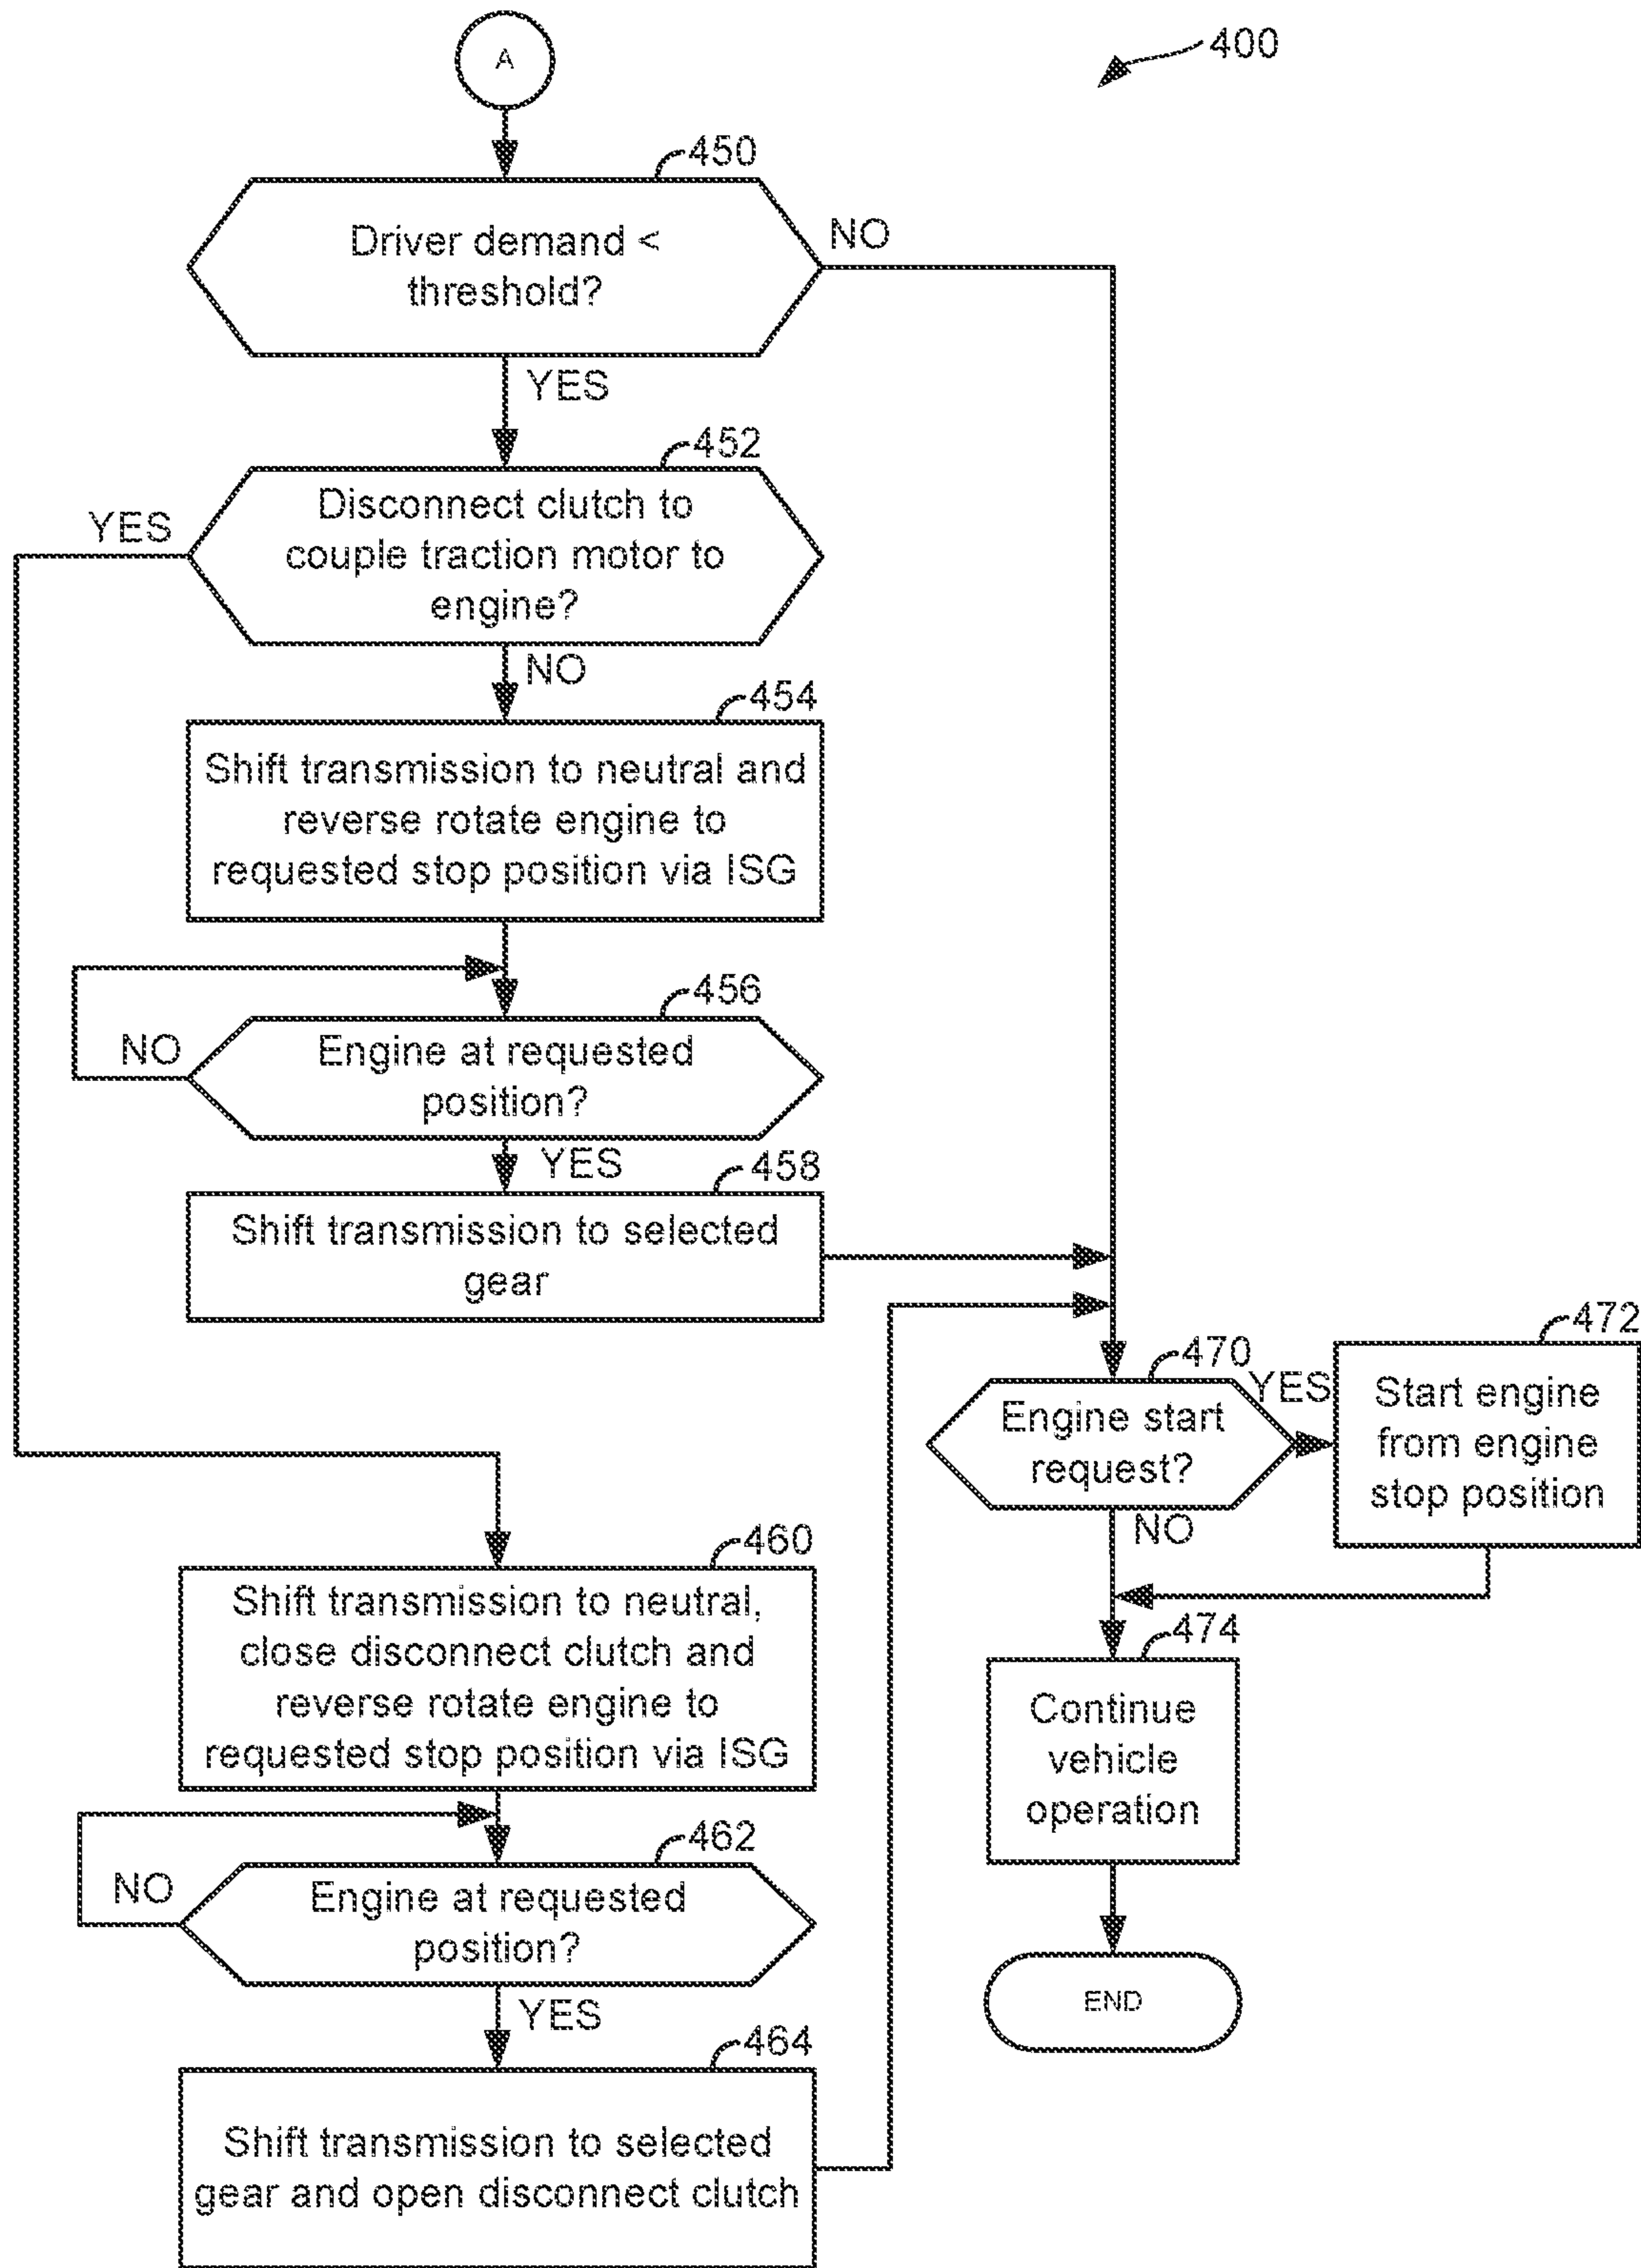 A
400
450
Driver demand <
threshold?
NO
YES
452
Disconnect clutch to
couple traction motor to
engine?
YES
NO
454
Shift transmission to neutral and
reverse rotate engine to
requested stop position via ISG
456
Engine at requested
position?
NO
YES
458
Shift transmission to selected
gear
470
Engine start
request?
YES
472
Start engine
from engine
stop position
NO
460
Shift transmission to neutral,
close disconnect clutch and
reverse rotate engine to
requested stop position via ISG
474
Continue
vehicle
operation
462
Engine at requested
position?
NO
YES
END
464
Shift transmission to selected
gear and open disconnect clutch